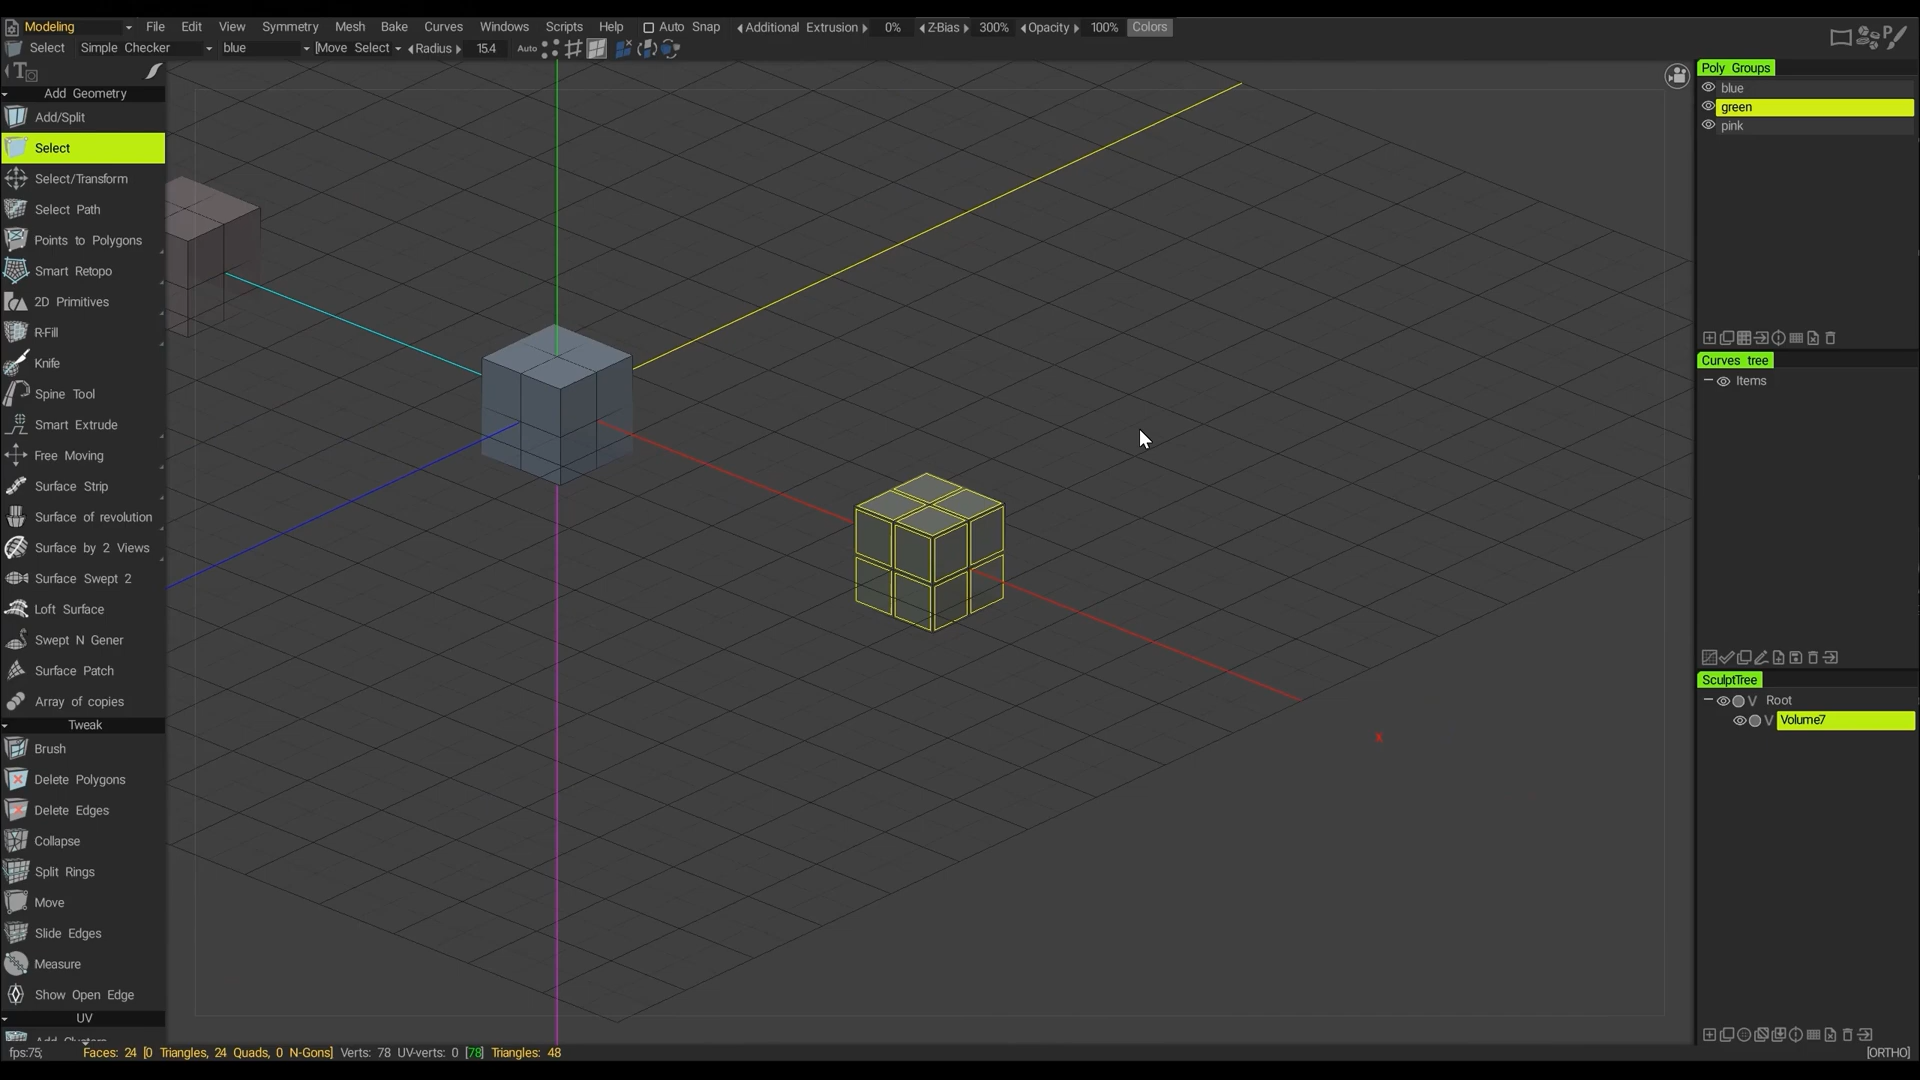 Modeling File Edit View Symmetry Mesh Bake Curves Windows Scripts Help Auto Snap Additional Extrusion 0% Z-Bias 300% Opacity 100% Colors
Select Simple Checker blue [Move Select Radius 15.4 Auto
Add Geometry
Add/Split
Select
Select/Transform
Select Path
Points to Polygons
Smart Retopo
2D Primitives
R-Fill
Knife
Spine Tool
Smart Extrude
Free Moving
Surface Strip
Surface of revolution
Surface by 2 Views
Surface Swept 2
Loft Surface
Swept N Gener
Surface Patch
Array of copies
Tweak
Brush
Delete Polygons
Delete Edges
Collapse
Split Rings
Move
Slide Edges
Measure
Show Open Edge
UV
x
Poly Groups
blue
green
pink
Curves tree
Items
SculptTree
V Root
V Volume7
fps:75; Faces: 24 [0 Triangles, 24 Quads, 0 N-Gons] Verts: 78 UV-verts: 0 [78] Triangles: 48
[ORTHO]